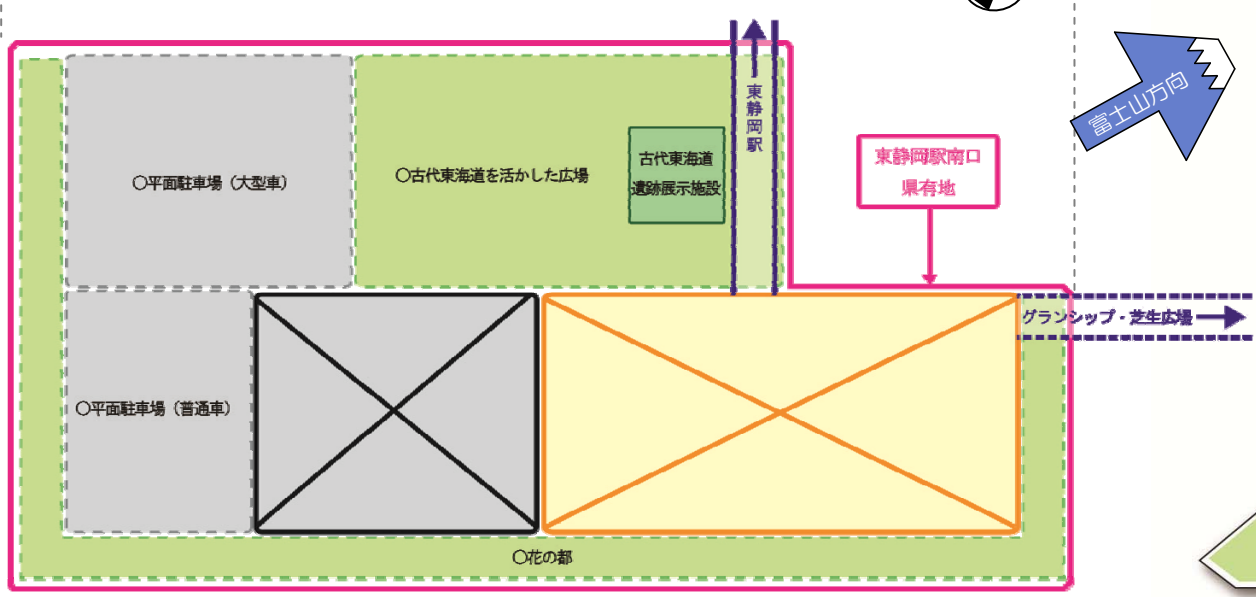 富士山方向
東静岡駅
東静岡駅南口
県有地
○平面駐車場(大型車)
○古代東海道を活かした広場
古代東海道
遺跡展示施設
グランシップ・芝生広場
○平面駐車場(普通車)
○花の都